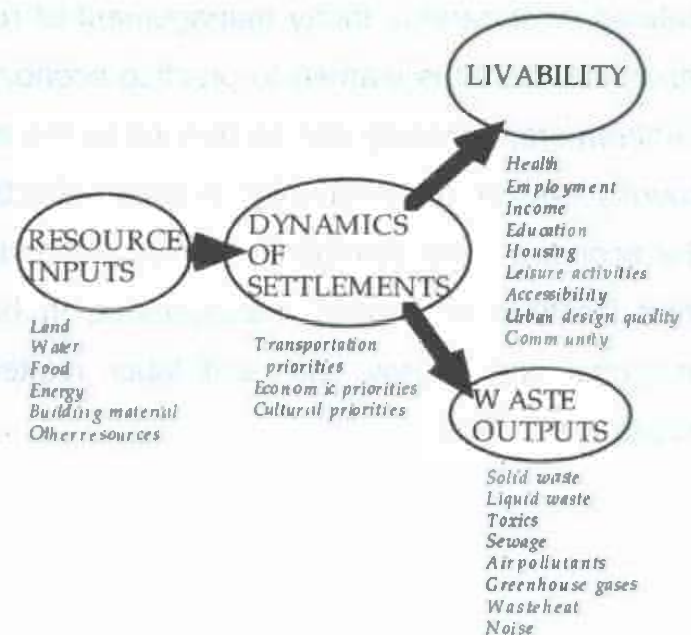 LIVABILITY
Health
Employment
Income
Education
Housing
Leisure activities
Accessibility
Urban design quality
Community
RESOURCE
INPUTS
Land
Water
Food
Energy
Building material
Other resources
DYNAMICS
OF
SETTLEMENTS
Transportation
priorities
Economic priorities
Cultural priorities
WASTE
OUTPUTS
Solid waste
Liquid waste
Toxics
Sewage
Air pollutants
Greenhouse gases
Waste heat
Noise